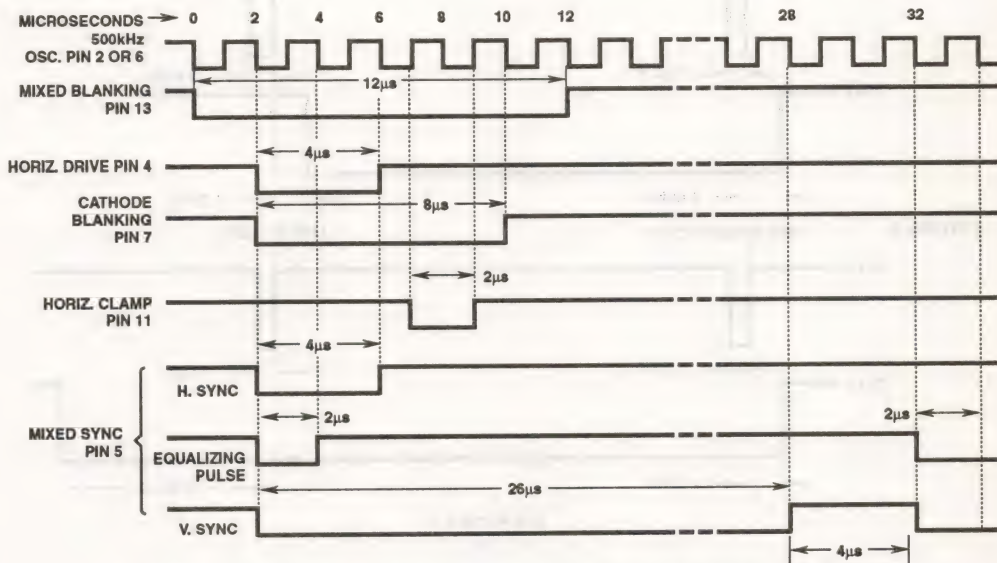 MICROSECONDS → 0 2 4 6 8 10 12 28 32
500kHz
OSC. PIN 2 OR 6
12µs
MIXED BLANKING
PIN 13
4µs
HORIZ. DRIVE PIN 4
CATHODE
BLANKING
PIN 7
8µs
2µs
HORIZ. CLAMP
PIN 11
4µs
H. SYNC
2µs
2µs
MIXED SYNC
PIN 5
EQUALIZING
PULSE
26µs
V. SYNC
4µs